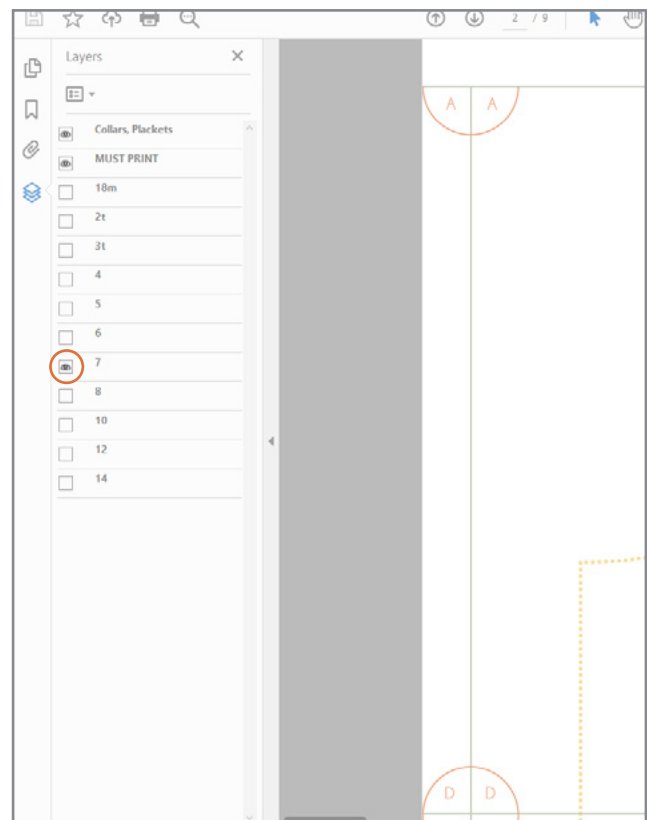 2 / 9
Layers
Collars, Plackets
MUST PRINT
18m
2t
3t
4
5
6
7
8
10
12
14
A A
D D